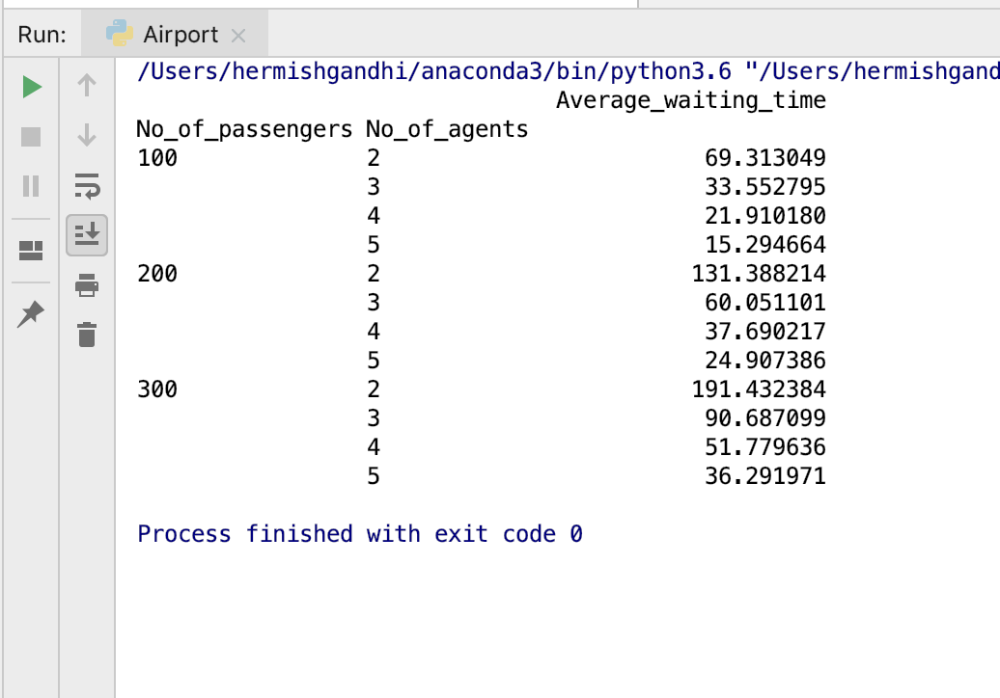 Run: Airport
/Users/hermishgandhi/anaconda3/bin/python3.6 "/Users/hermishgand
Average_waiting_time
No_of_passengers No_of_agents
100 2 69.313049
3 33.552795
4 21.910180
5 15.294664
200 2 131.388214
3 60.051101
4 37.690217
5 24.907386
300 2 191.432384
3 90.687099
4 51.779636
5 36.291971
Process finished with exit code 0